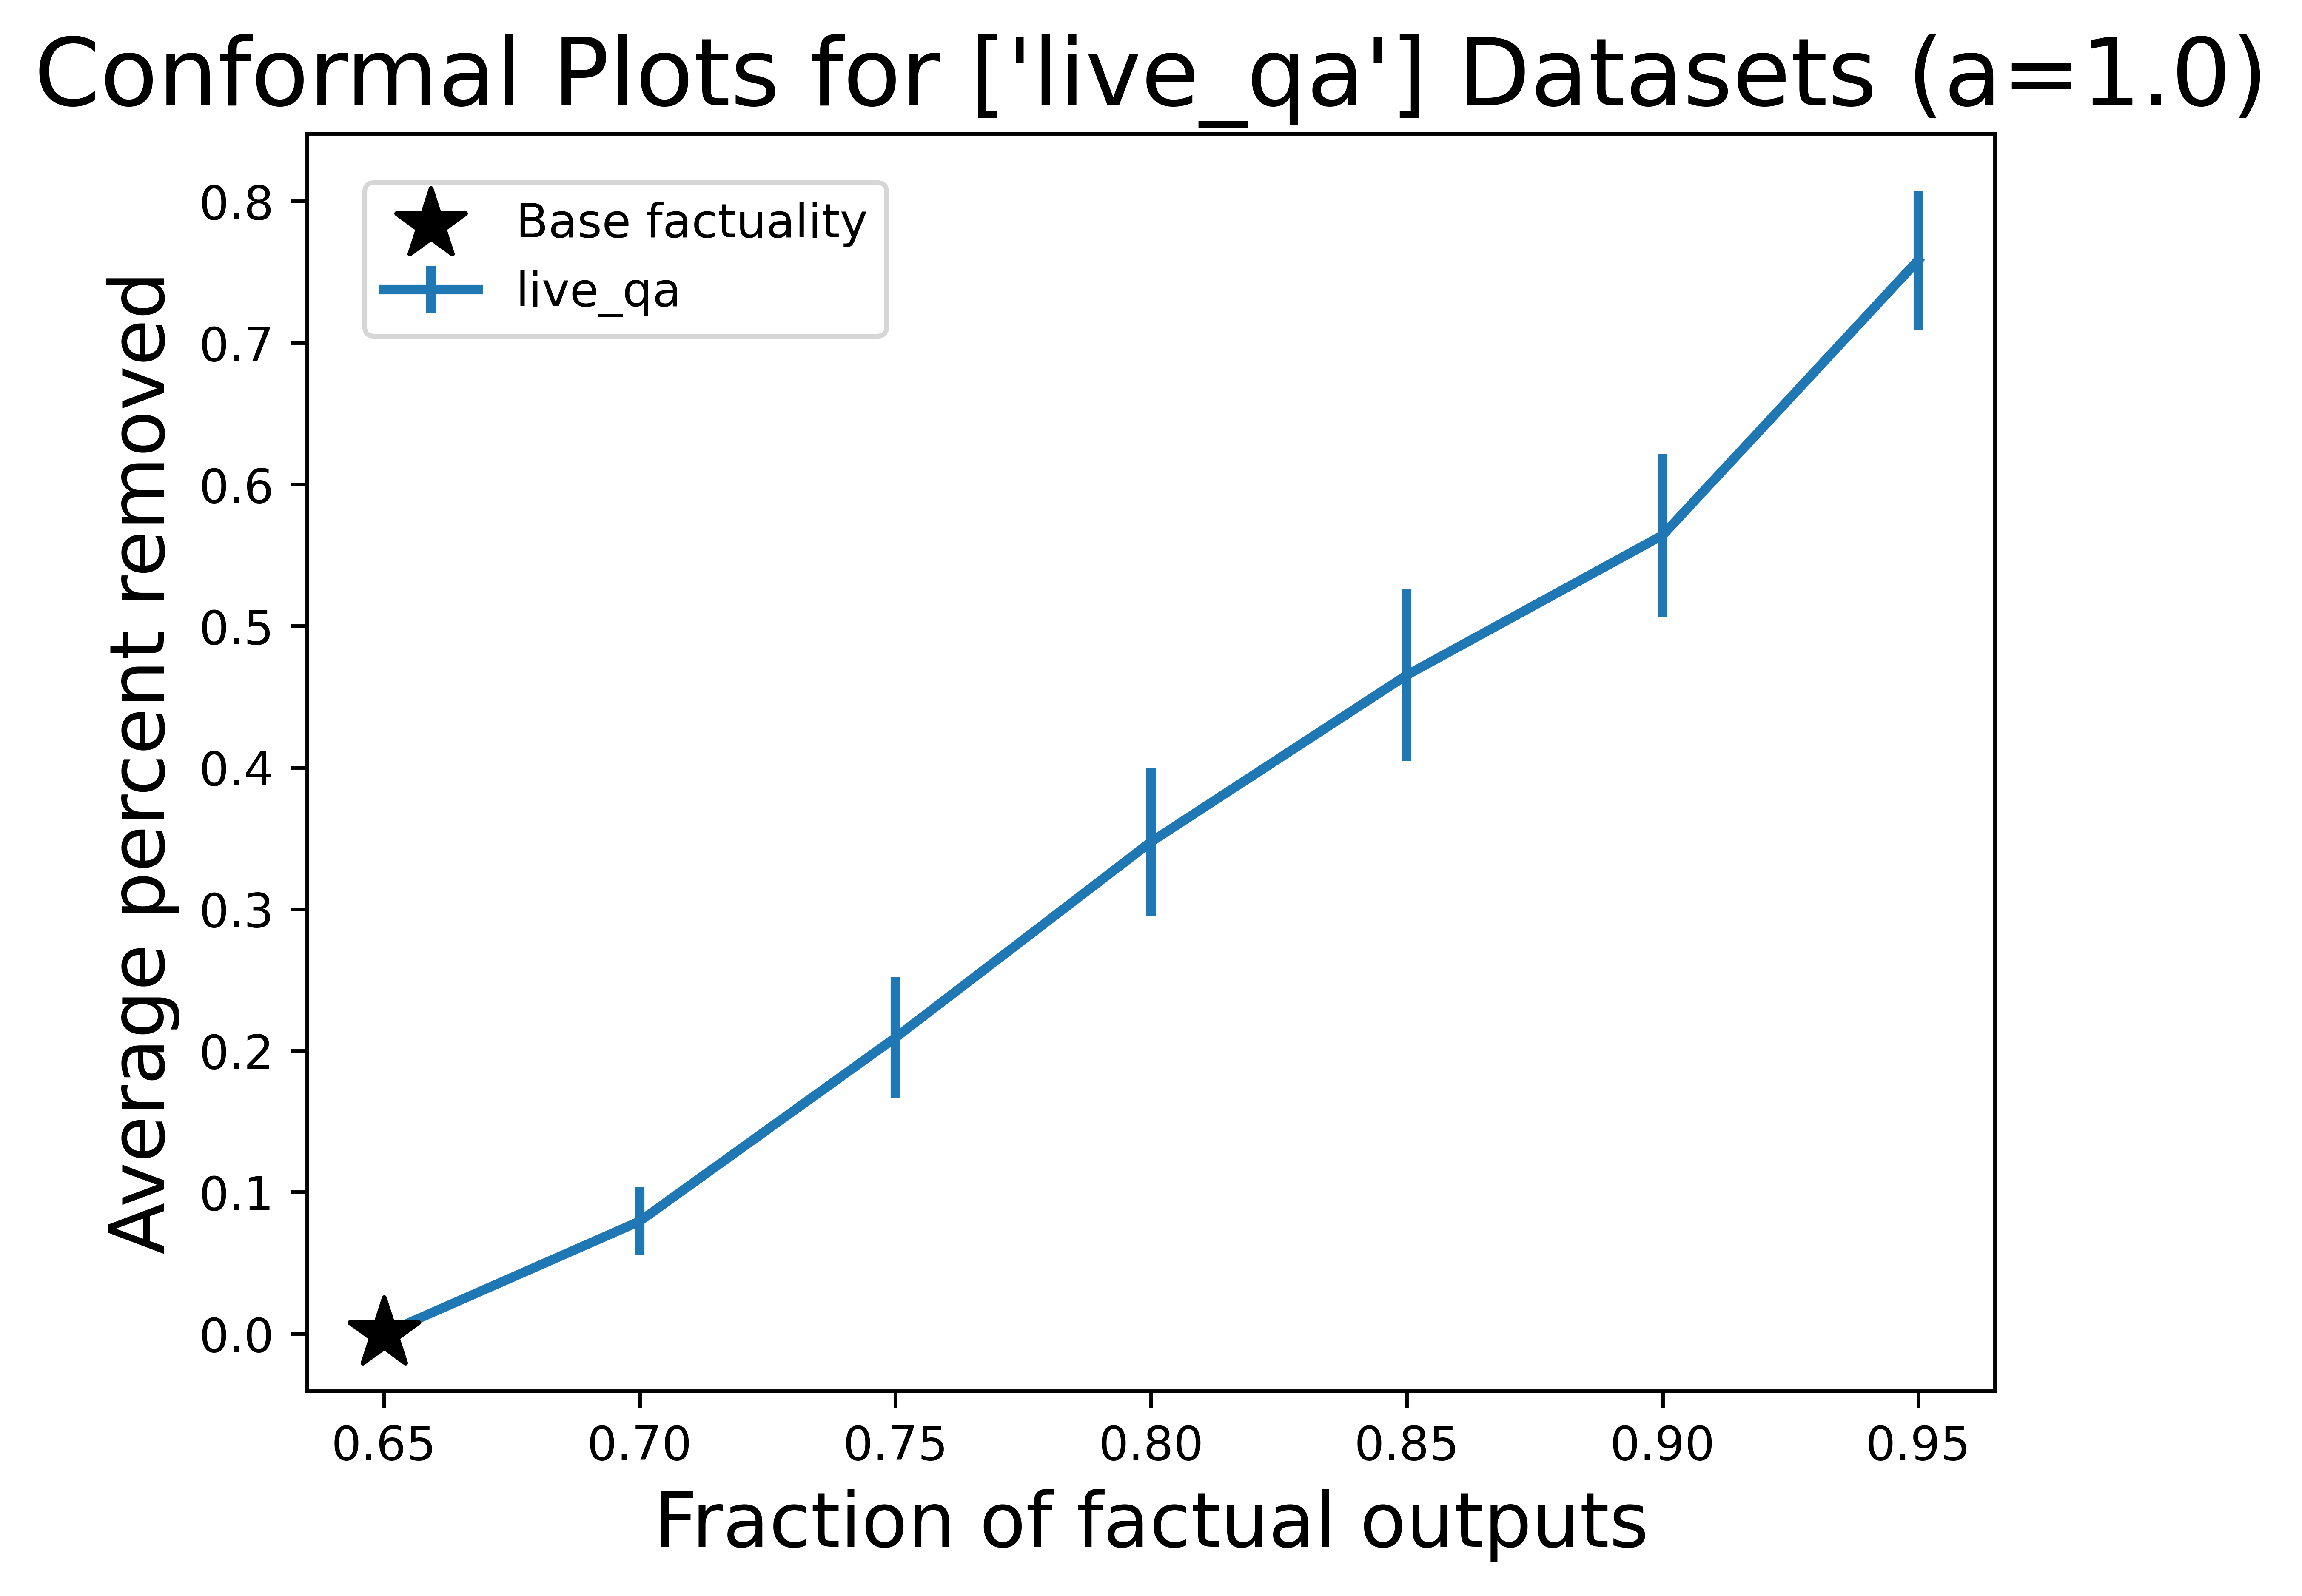 Conformal Plots for ['live_qa'] Datasets (a=1.0)
Base factuality
live_qa
Average percent removed
0.8
0.7
0.6
0.5
0.4
0.3
0.2
0.1
0.0
0.65 0.70 0.75 0.80 0.85 0.90 0.95
Fraction of factual outputs